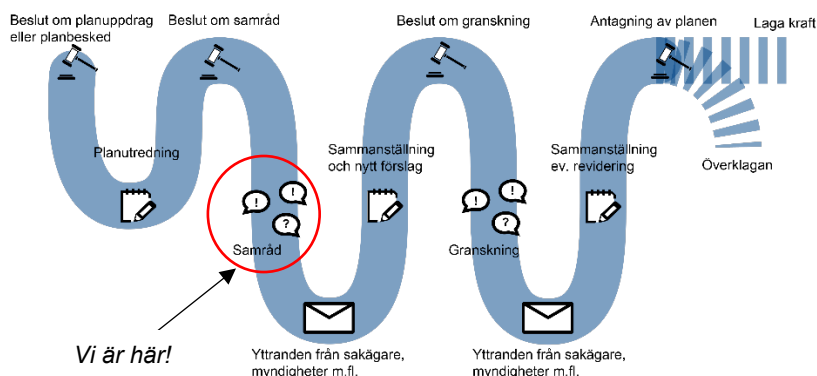 Beslut om planuppdrag
eller planbesked
Beslut om samråd
Beslut om granskning
Antagning av planen
Laga kraft
Planutredning
Sammanställning
och nytt förslag
Sammanställning
ev. revidering
Överklagan
!
!
?
Samråd
!
!
?
Granskning
Vi är här!
Yttranden från sakägare,
myndigheter m.fl.
Yttranden från sakägare,
myndigheter m.fl.